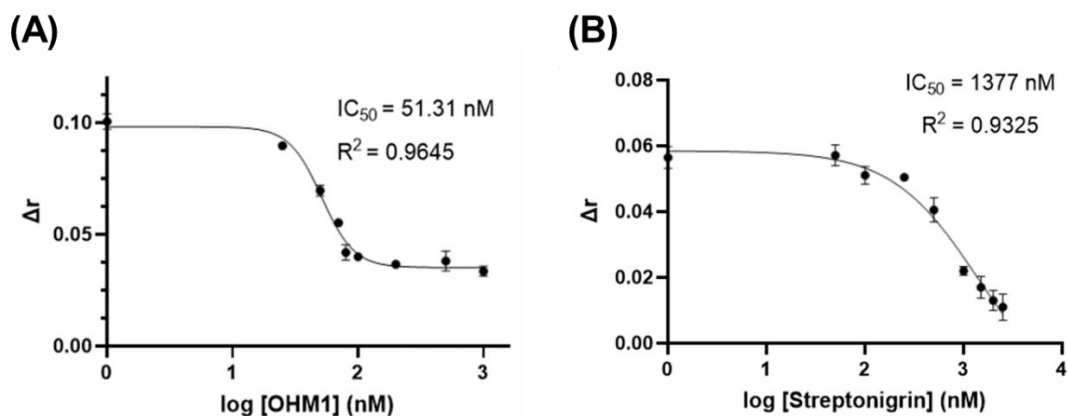 (A)
IC50 = 51.31 nM
R2 = 0.9645
Δr
0.10
0.05
0.00
0 1 2 3
log [OHM1] (nM)
(B)
IC50 = 1377 nM
R2 = 0.9325
Δr
0.08
0.06
0.04
0.02
0.00
0 1 2 3 4
log [Streptonigrin] (nM)